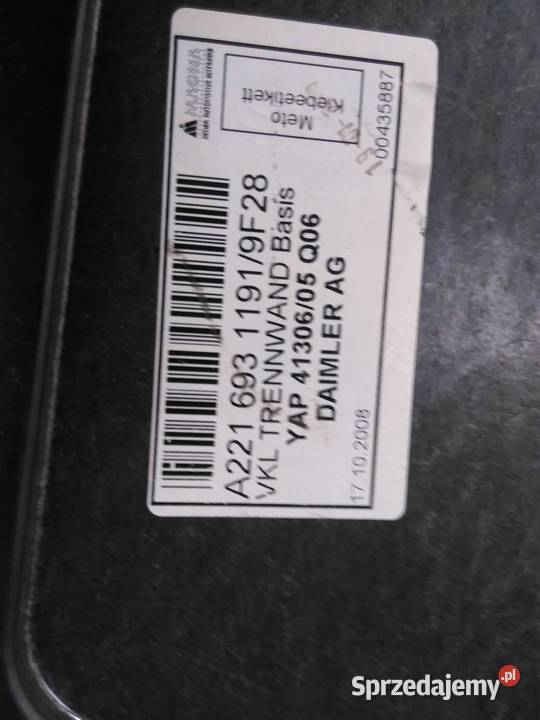 MAGNA
Meto
Klebeetikett
00435887
A221 693 1191/9F28
VKL TRENNWAND Basis
YAP 41306/05 Q06
DAIMLER AG
17.10.2008
Sprzedajemy.pl